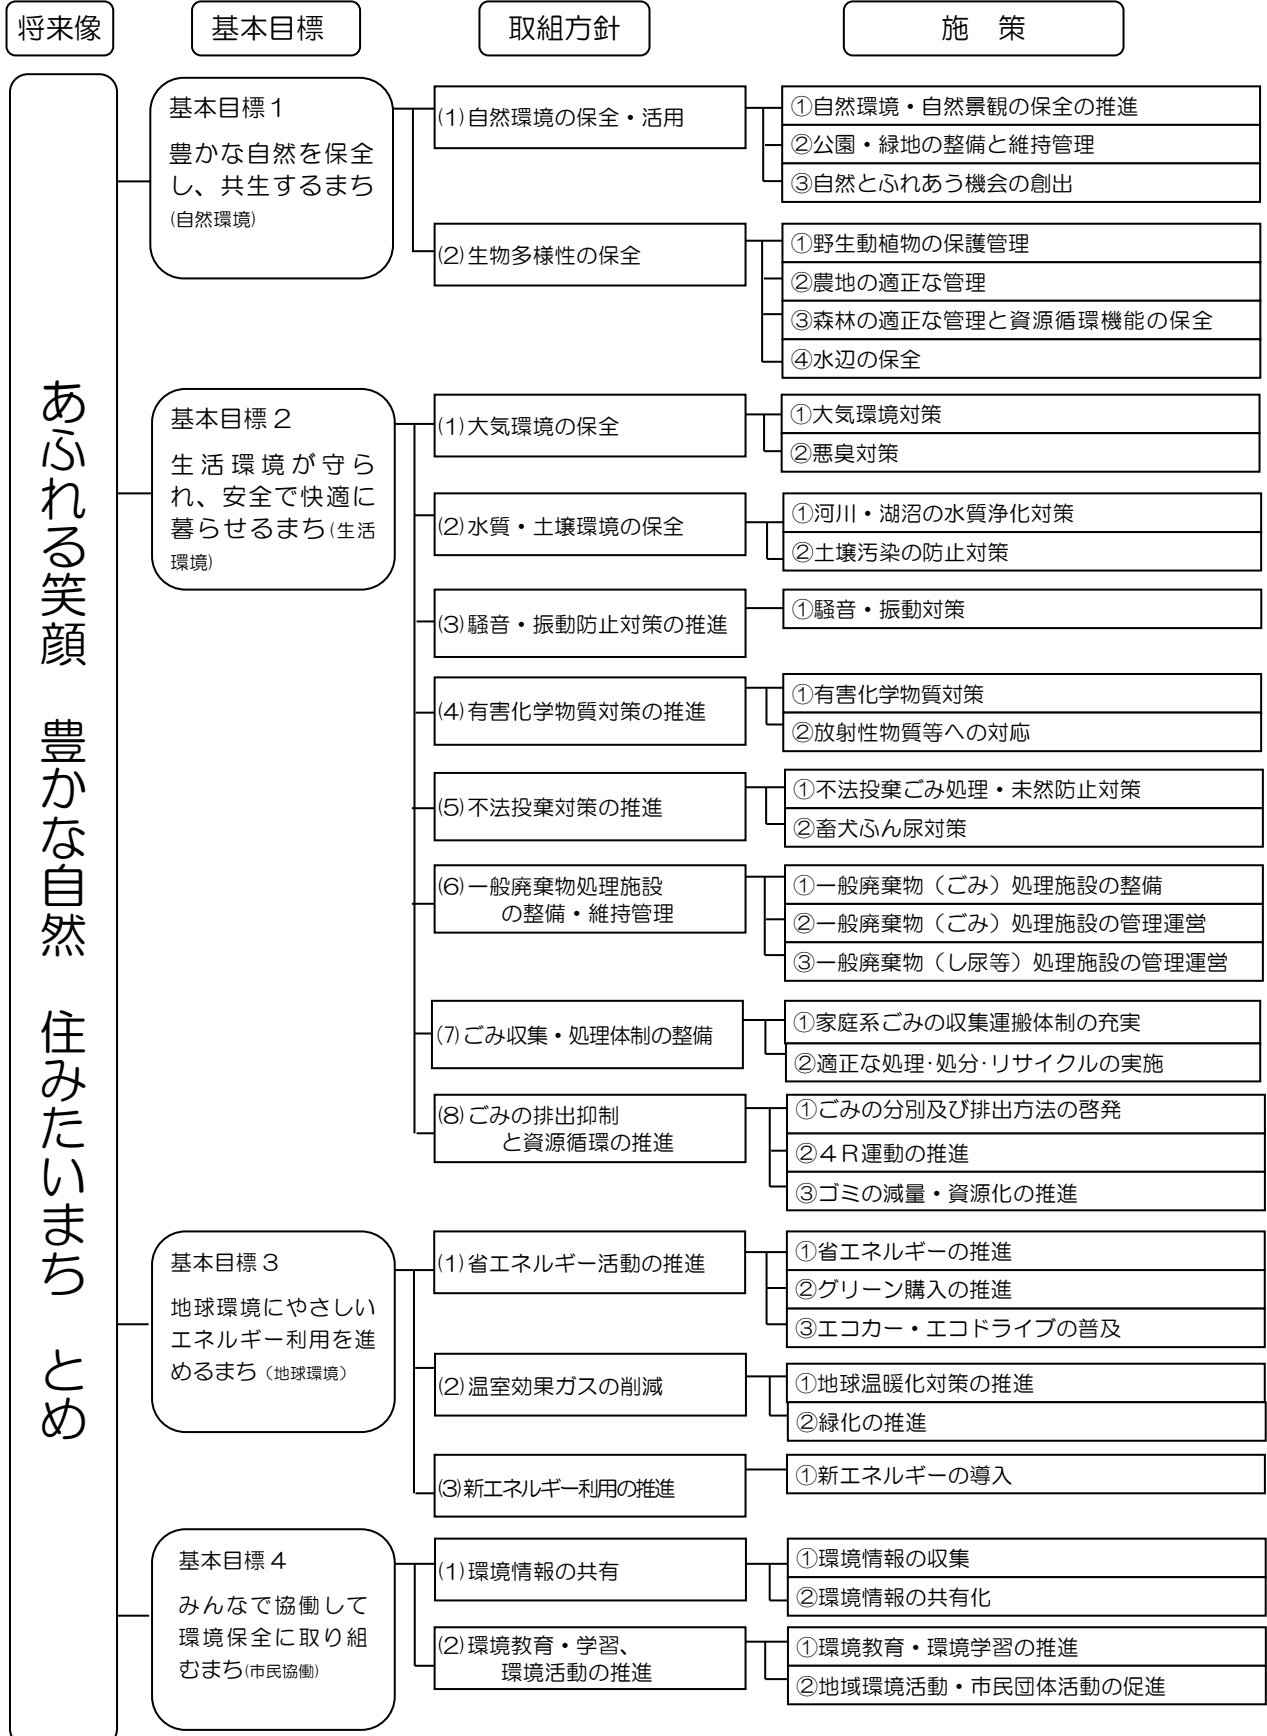 将来像
基本目標
取組方針
施　策
あふれる笑顔　豊かな自然　住みたいまち　とめ
基本目標１
豊かな自然を保全
し、共生するまち
(自然環境)
(1)自然環境の保全・活用
①自然環境・自然景観の保全の推進
②公園・緑地の整備と維持管理
③自然とふれあう機会の創出
(2)生物多様性の保全
①野生動植物の保護管理
②農地の適正な管理
③森林の適正な管理と資源循環機能の保全
④水辺の保全
基本目標２
生活環境が守ら
れ、安全で快適に
暮らせるまち(生活
環境)
(1)大気環境の保全
①大気環境対策
②悪臭対策
(2)水質・土壌環境の保全
①河川・湖沼の水質浄化対策
②土壌汚染の防止対策
(3)騒音・振動防止対策の推進
①騒音・振動対策
(4)有害化学物質対策の推進
①有害化学物質対策
②放射性物質等への対応
(5)不法投棄対策の推進
①不法投棄ごみ処理・未然防止対策
②畜犬ふん尿対策
(6)一般廃棄物処理施設
の整備・維持管理
①一般廃棄物（ごみ）処理施設の整備
②一般廃棄物（ごみ）処理施設の管理運営
③一般廃棄物（し尿等）処理施設の管理運営
(7)ごみ収集・処理体制の整備
①家庭系ごみの収集運搬体制の充実
②適正な処理･処分･リサイクルの実施
(8)ごみの排出抑制
と資源循環の推進
①ごみの分別及び排出方法の啓発
②４Ｒ運動の推進
③ゴミの減量・資源化の推進
基本目標３
地球環境にやさしい
エネルギー利用を進
めるまち（地球環境）
(1)省エネルギー活動の推進
①省エネルギーの推進
②グリーン購入の推進
③エコカー・エコドライブの普及
(2)温室効果ガスの削減
①地球温暖化対策の推進
②緑化の推進
(3)新エネルギー利用の推進
①新エネルギーの導入
基本目標４
みんなで協働して
環境保全に取り組
むまち(市民協働)
(1)環境情報の共有
①環境情報の収集
②環境情報の共有化
(2)環境教育・学習、
環境活動の推進
①環境教育・環境学習の推進
②地域環境活動・市民団体活動の促進